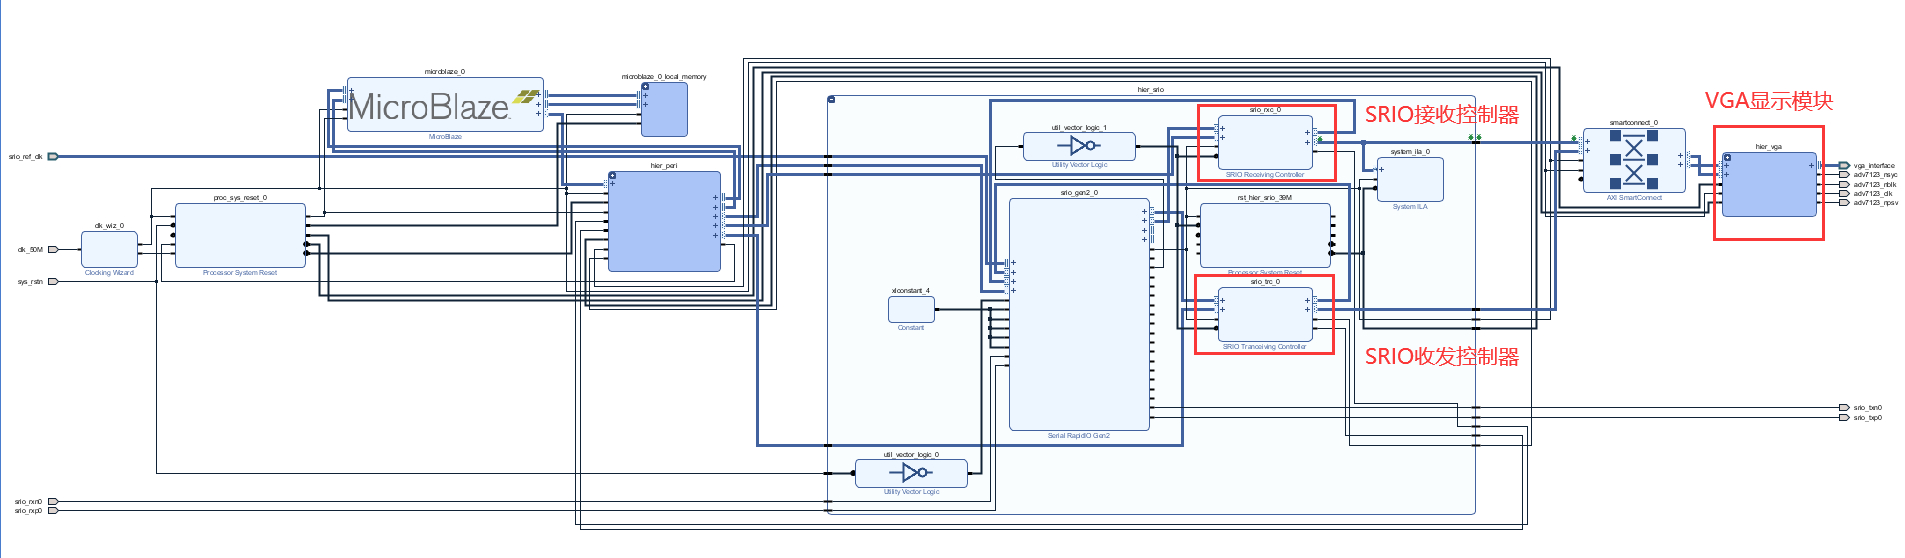 microblaze_0
MicroBlaze
MicroBlaze
microblaze_0_local_memory
hier_srio
srio_rxc_0
SRIO Receiving Controller
SRIO接收控制器
VGA显示模块
util_vector_logic_1
Utility Vector Logic
system_ila_0
System ILA
smartconnect_0
AXI SmartConnect
hier_vga
vga_interface
adv7123_nsyc
adv7123_nblk
adv7123_clk
adv7123_npsv
srio_ref_clk
hier_peri
srio_gen2_0
Serial RapidIO Gen2
rst_hier_srio_39M
Processor System Reset
proc_sys_reset_0
Processor System Reset
clk_wiz_0
Clocking Wizard
clk_50M
sys_rstn
xlconstant_4
Constant
srio_trc_0
SRIO Tranceiving Controller
SRIO收发控制器
srio_txn0
srio_txp0
util_vector_logic_0
Utility Vector Logic
srio_rxn0
srio_rxp0